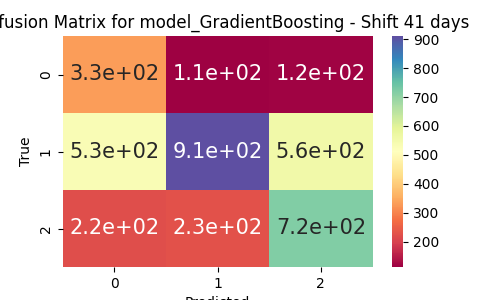 fusion Matrix for model_GradientBoosting - Shift 41 days
0 3.3e+02 1.1e+02 1.2e+02
1 5.3e+02 9.1e+02 5.6e+02
2 2.2e+02 2.3e+02 7.2e+02
0 1 2
Predicted
True
900
800
700
600
500
400
300
200